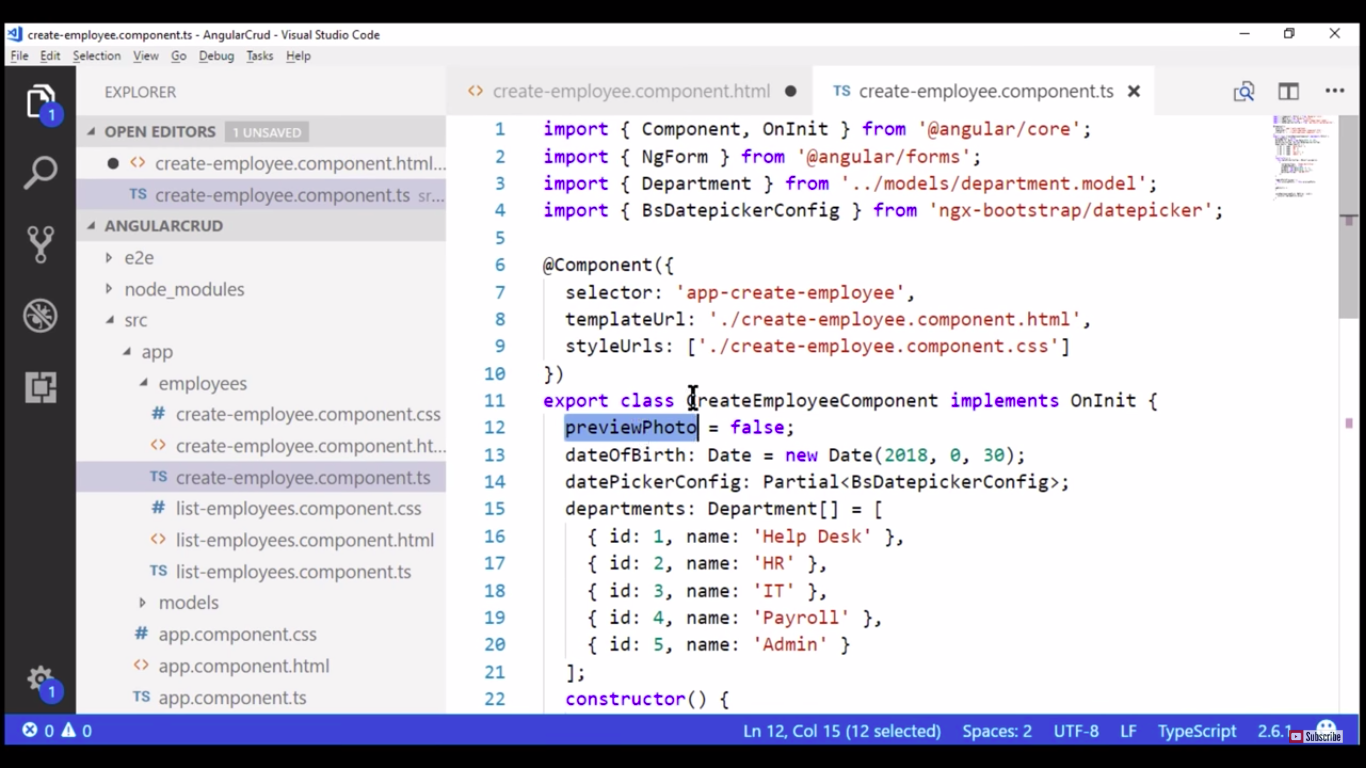 create-employee.component.ts - AngularCrud - Visual Studio Code
File Edit Selection View Go Debug Tasks Help
EXPLORER
OPEN EDITORS 1 UNSAVED
create-employee.component.html...
TS create-employee.component.ts sr...
ANGULARCRUD
e2e
node_modules
src
app
employees
# create-employee.component.css
<> create-employee.component.ht...
TS create-employee.component.ts
# list-employees.component.css
<> list-employees.component.html
TS list-employees.component.ts
models
# app.component.css
<> app.component.html
TS app.component.ts
1
1
<> create-employee.component.html
TS create-employee.component.ts
1 import { Component, OnInit } from '@angular/core';
2 import { NgForm } from '@angular/forms';
3 import { Department } from '../models/department.model';
4 import { BsDatepickerConfig } from 'ngx-bootstrap/datepicker';
5
6 @Component({
7 selector: 'app-create-employee',
8 templateUrl: './create-employee.component.html',
9 styleUrls: ['./create-employee.component.css']
10 })
11 export class CreateEmployeeComponent implements OnInit {
12 previewPhoto = false;
13 dateOfBirth: Date = new Date(2018, 0, 30);
14 datePickerConfig: Partial<BsDatepickerConfig>;
15 departments: Department[] = [
16 { id: 1, name: 'Help Desk' },
17 { id: 2, name: 'HR' },
18 { id: 3, name: 'IT' },
19 { id: 4, name: 'Payroll' },
20 { id: 5, name: 'Admin' }
21 ];
22 constructor() {
0 0
Ln 12, Col 15 (12 selected) Spaces: 2 UTF-8 LF TypeScript 2.6.
Subscribe